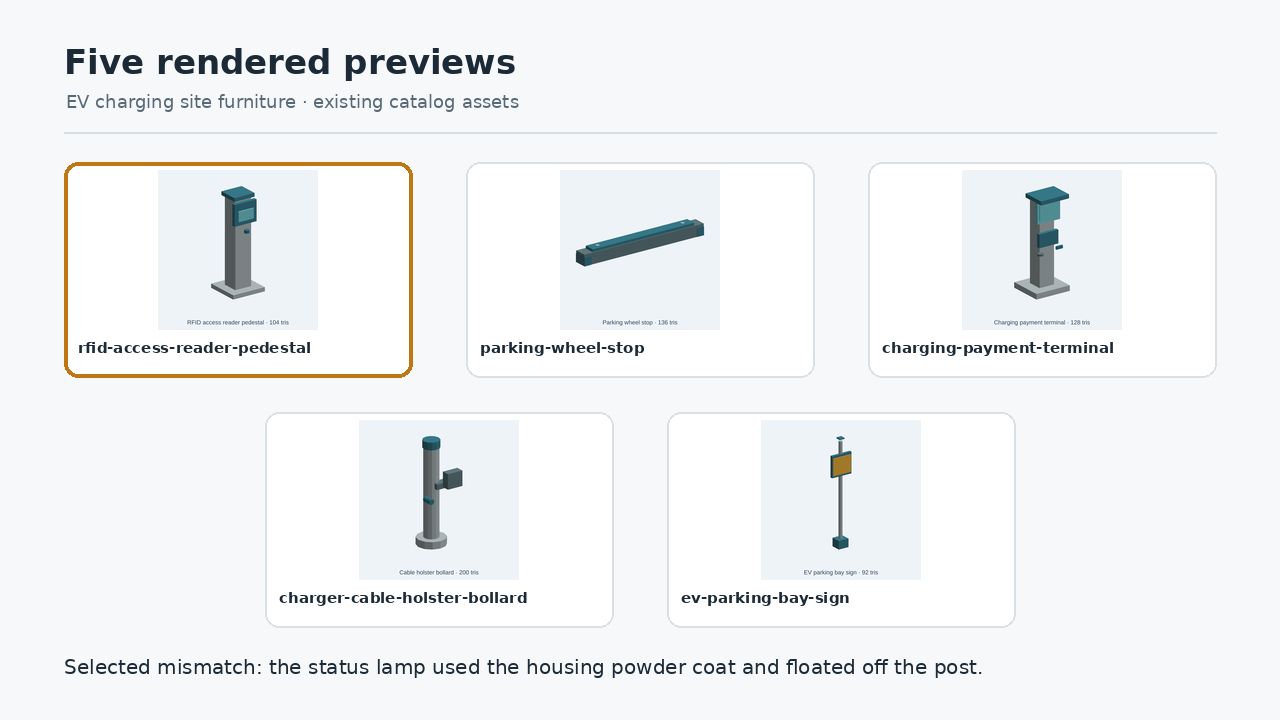 Five rendered previews
EV charging site furniture · existing catalog assets
RFID access reader pedestal · 104 tris
rfid-access-reader-pedestal
Parking wheel stop · 136 tris
parking-wheel-stop
Charging payment terminal · 128 tris
charging-payment-terminal
Cable holster bollard · 200 tris
charger-cable-holster-bollard
EV parking bay sign · 92 tris
ev-parking-bay-sign
Selected mismatch: the status lamp used the housing powder coat and floated off the post.